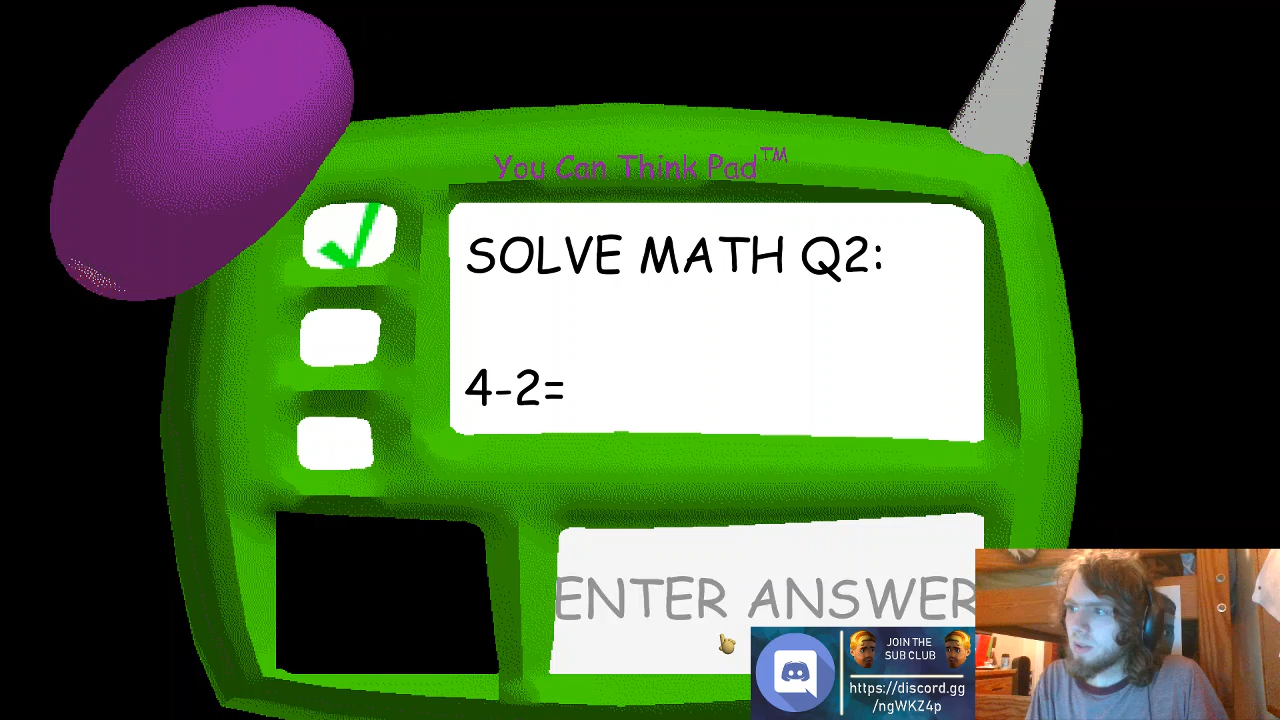 You Can Think Pad™
SOLVE MATH Q2:
4-2=
ENTER ANSWER
JOIN THE
SUB CLUB
https://discord.gg
/ngWKZ4p